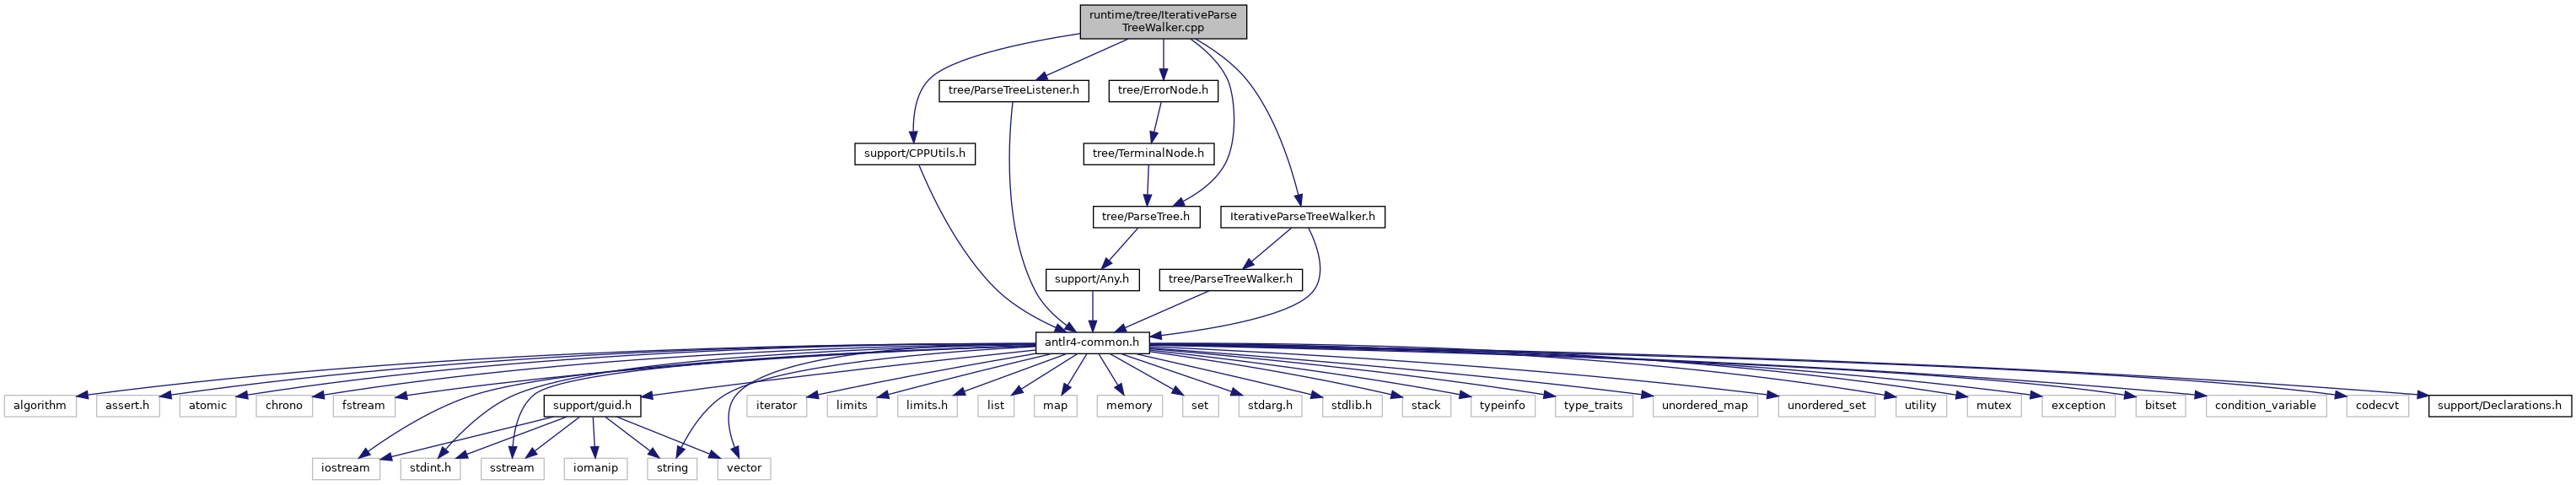 runtime/tree/IterativeParse
TreeWalker.cpp
tree/ParseTreeListener.h
tree/ErrorNode.h
support/CPPUtils.h
tree/TerminalNode.h
tree/ParseTree.h
IterativeParseTreeWalker.h
support/Any.h
tree/ParseTreeWalker.h
antlr4-common.h
algorithm
assert.h
atomic
chrono
fstream
support/guid.h
iterator
limits
limits.h
list
map
memory
set
stdarg.h
stdlib.h
stack
typeinfo
type_traits
unordered_map
unordered_set
utility
mutex
exception
bitset
condition_variable
codecvt
support/Declarations.h
iostream
stdint.h
sstream
iomanip
string
vector